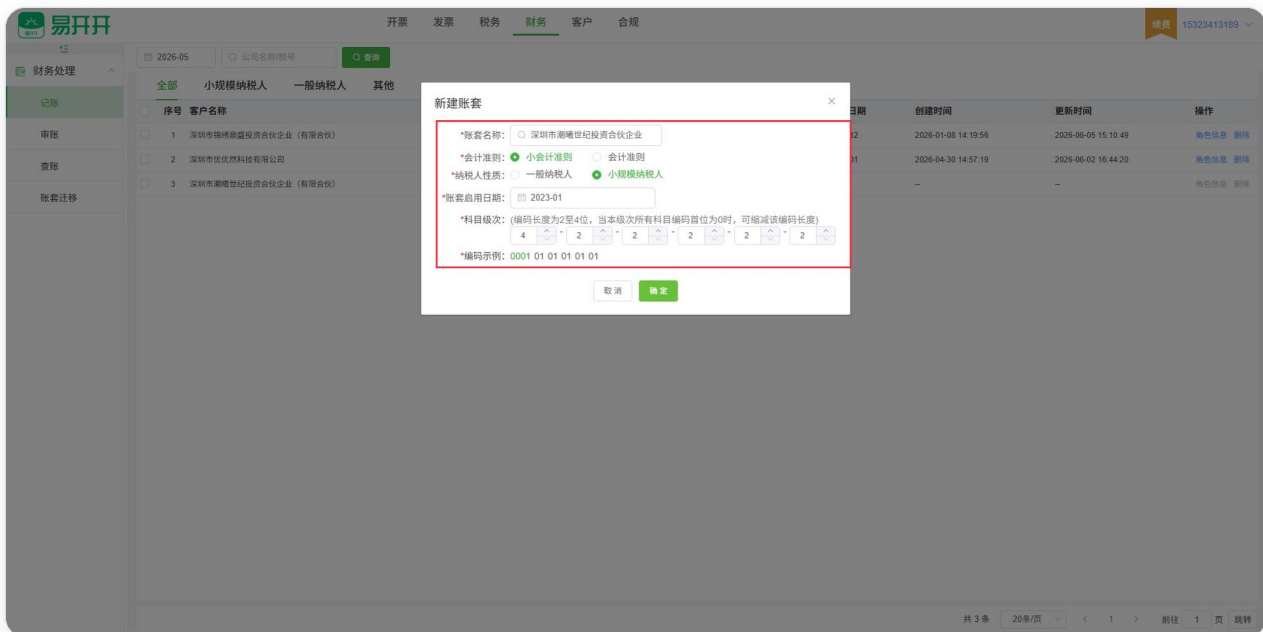 易开开
开票 发票 税务 财务 客户 合规
续费 15323413189
财务处理
记账
审账
查账
账套迁移
2026-05 公司名称/税号 查询
全部 小规模纳税人 一般纳税人 其他
序号 客户名称 日期 创建时间 更新时间 操作
1 深圳市锦绣鼎盛投资合伙企业（有限合伙） 2026-01-08 14:19:56 2026-06-05 15:10:49 角色信息 删除
2 深圳市优优然科技有限公司 2026-04-30 14:57:19 2026-06-02 16:44:20 角色信息 删除
3 深圳市潮曦世纪投资合伙企业（有限合伙） -- -- 角色信息 删除
新建账套
*账套名称： 深圳市潮曦世纪投资合伙企业
*会计准则： 小会计准则 会计准则
*纳税人性质： 一般纳税人 小规模纳税人
*账套启用日期： 2023-01
*科目级次： (编码长度为2至4位，当本级次所有科目编码首位为0时，可缩减该编码长度)
4 - 2 - 2 - 2 - 2 - 2
*编码示例： 0001 01 01 01 01 01
取消 确定
共 3 条 20条/页 1 前往 1 页 跳转